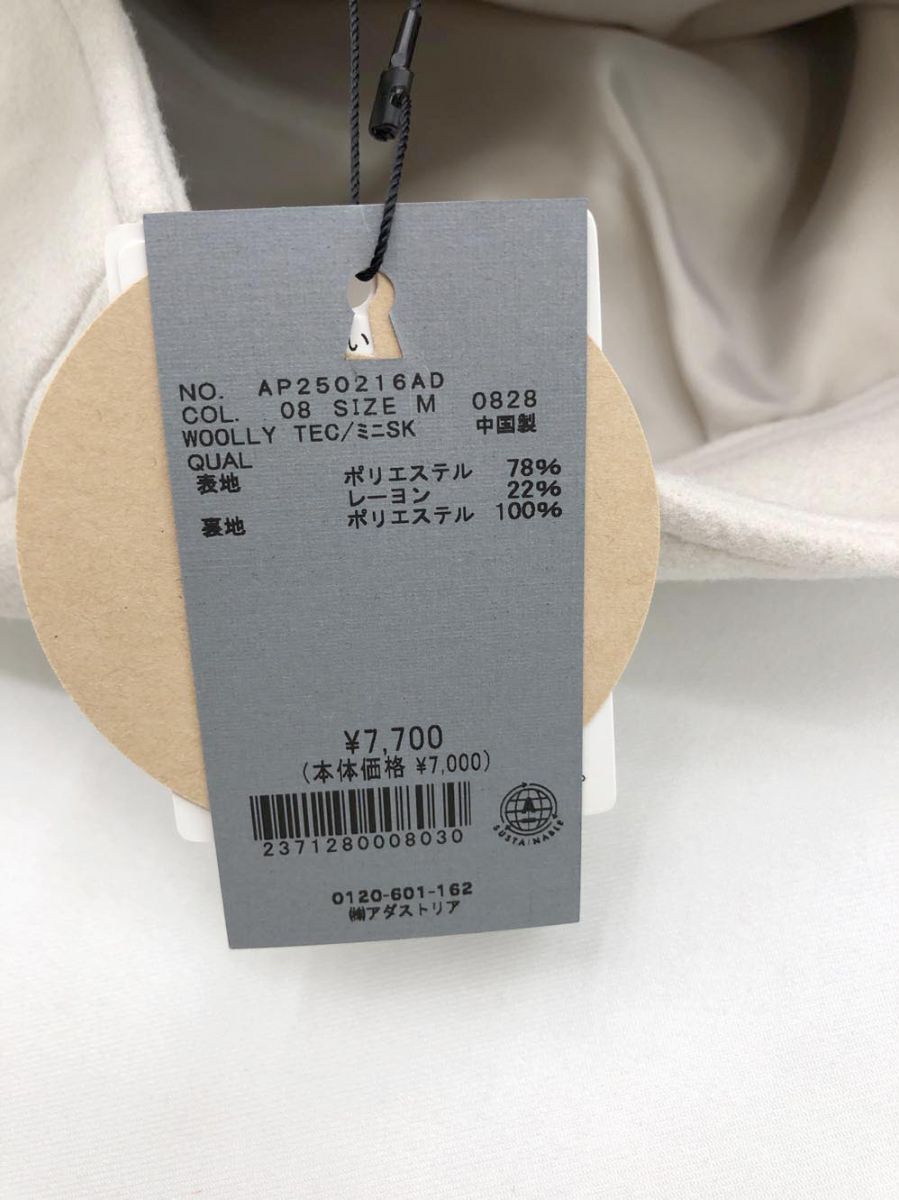 い
NO. AP250216AD
COL. 08 SIZE M 0828
WOOLLY TEC/ミニSK 中国製
QUAL
表地 ポリエステル 78%
レーヨン 22%
裏地 ポリエステル 100%
¥7,700
(本体価格 ¥7,000)
2371280008030
SUSTAINABLE
0120-601-162
㈱アダストリア